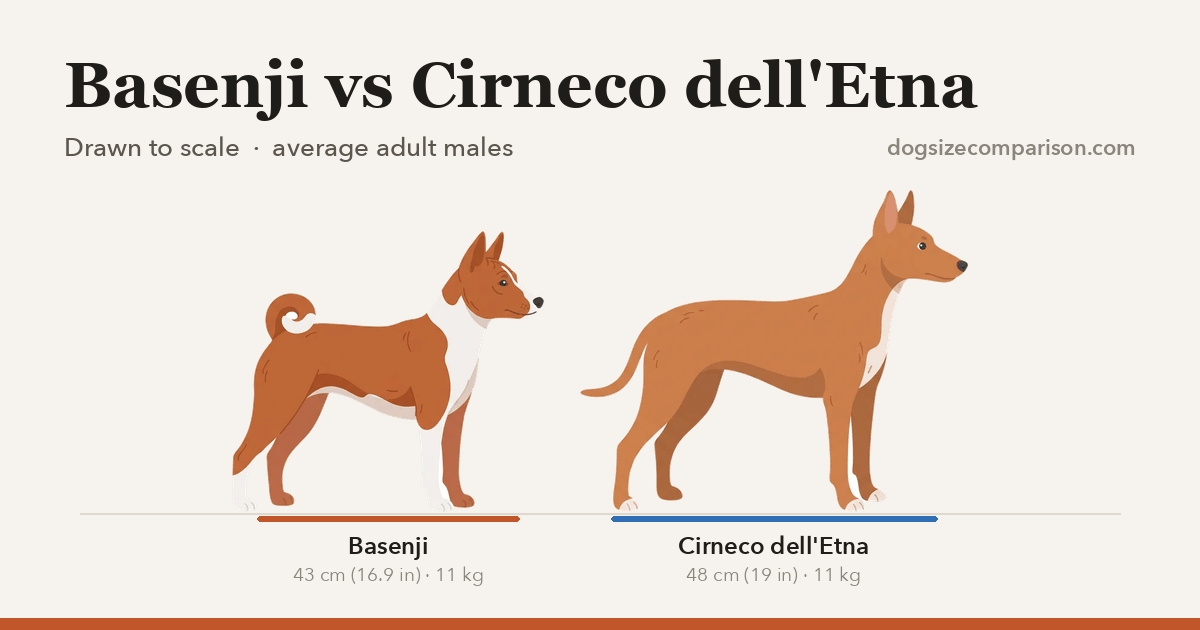 Basenji vs Cirneco dell'Etna
Drawn to scale · average adult males
dogsizecomparison.com
Basenji
43 cm (16.9 in) · 11 kg
Cirneco dell'Etna
48 cm (19 in) · 11 kg